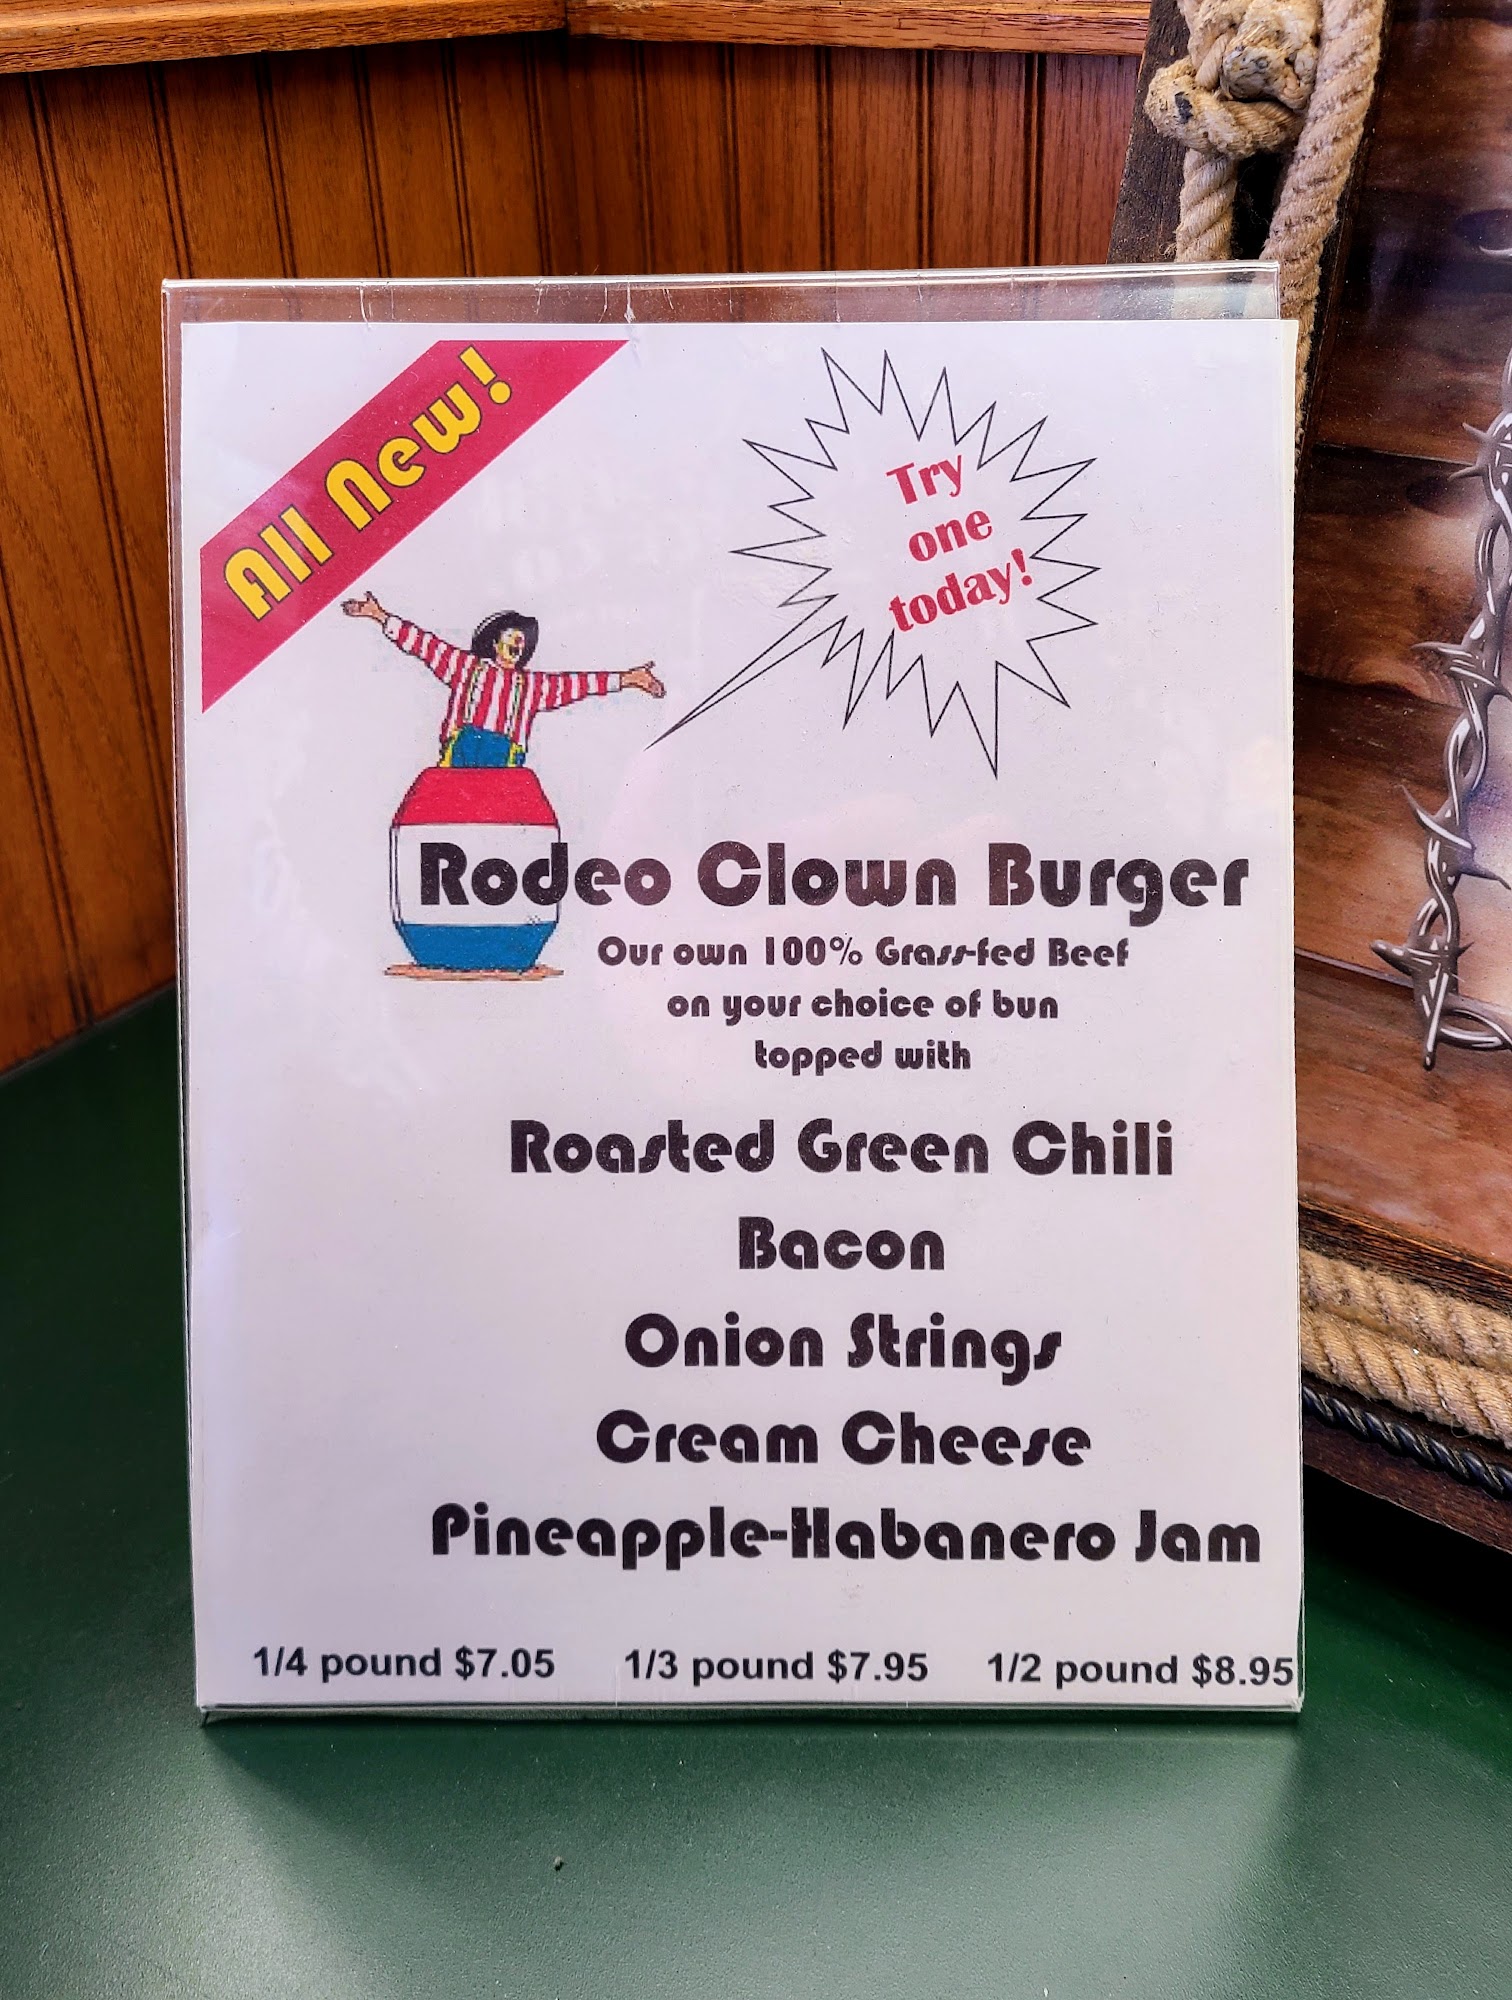 All New!
Try
one
today!
Rodeo Clown Burger
Our own 100% Grass-fed Beef
on your choice of bun
topped with
Roasted Green Chili
Bacon
Onion Strings
Cream Cheese
Pineapple-Habanero Jam
1/4 pound $7.05 1/3 pound $7.95 1/2 pound $8.95